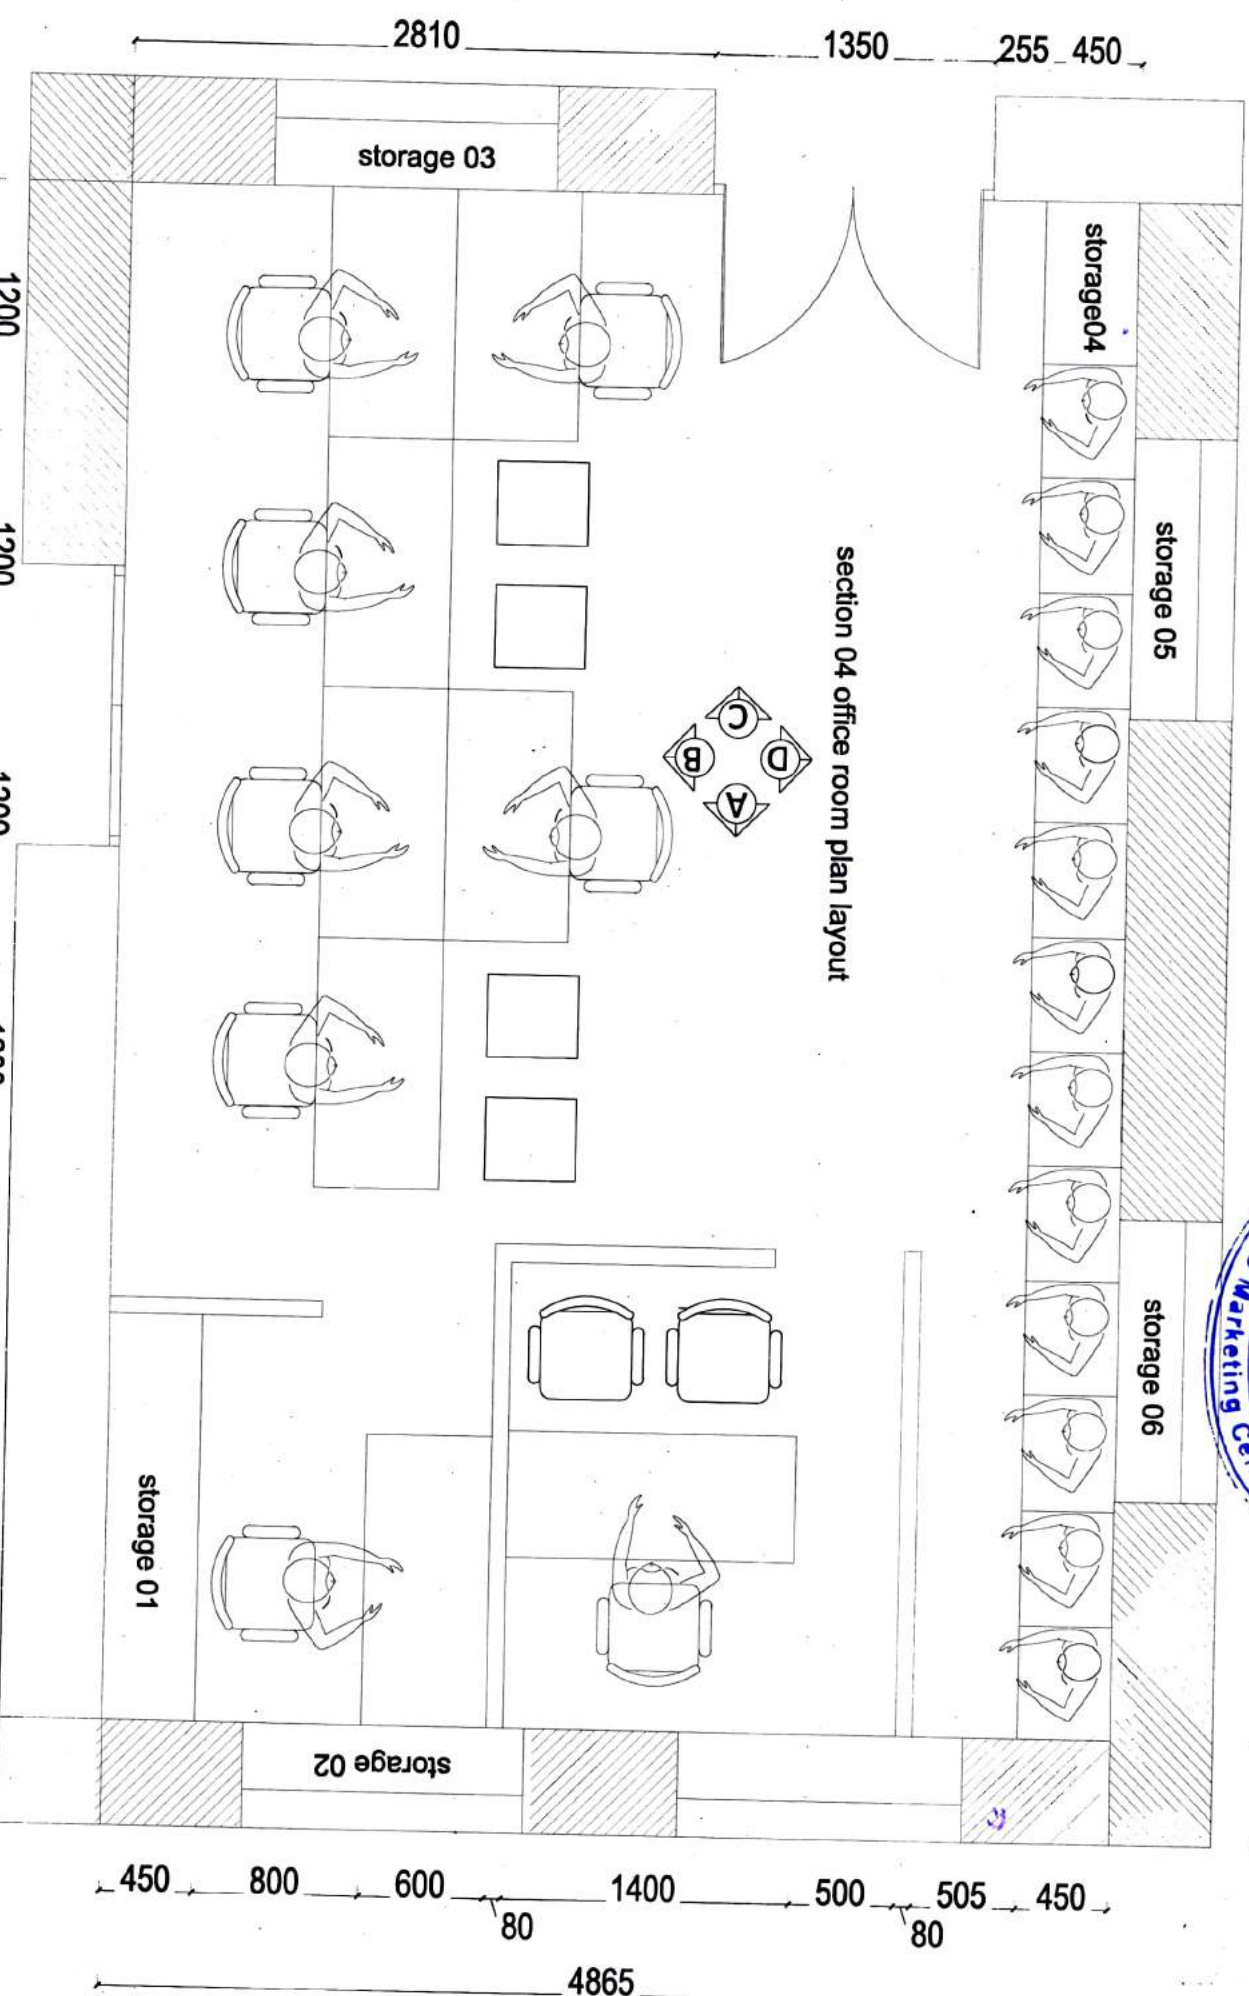 2810
1350
255
450
storage 03
storage04
storage 05
section 04 office room plan layout
C
B
D
A
1200
1200
storage 06
Marketing
storage 01
storage 02
450
800
600
80
1400
500
80
505
450
4865